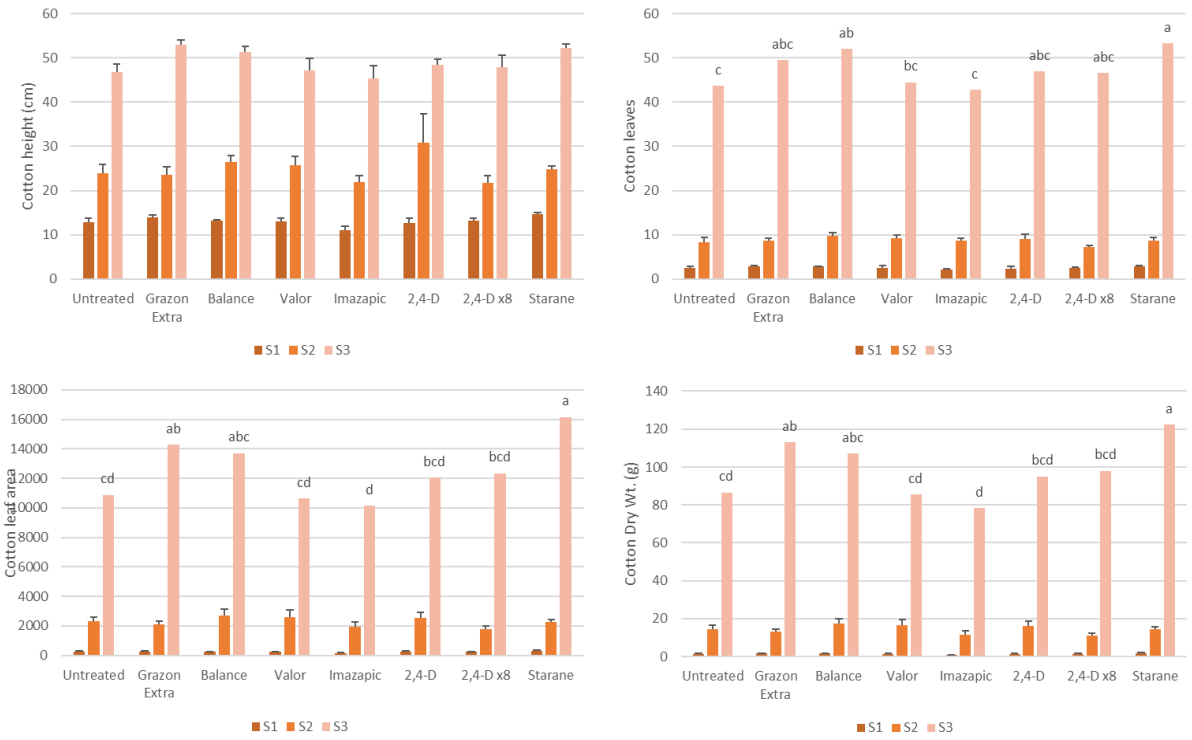 60
50
40
30
20
10
0
Cotton height (cm)
Untreated Grazon Balance Valor Imazapic 2,4-D 2,4-D x8 Starane
Extra
S1 S2 S3
60
50
40
30
20
10
0
Cotton leaves
c abc ab bc c abc abc a
Untreated Grazon Balance Valor Imazapic 2,4-D 2,4-D x8 Starane
Extra
S1 S2 S3
18000
16000
14000
12000
10000
8000
6000
4000
2000
0
Cotton leaf area
cd ab abc cd d bcd bcd a
Untreated Grazon Balance Valor Imazapic 2,4-D 2,4-D x8 Starane
Extra
S1 S2 S3
140
120
100
80
60
40
20
0
Cotton Dry Wt. (g)
cd ab abc cd d bcd bcd a
Untreated Grazon Balance Valor Imazapic 2,4-D 2,4-D x8 Starane
Extra
S1 S2 S3